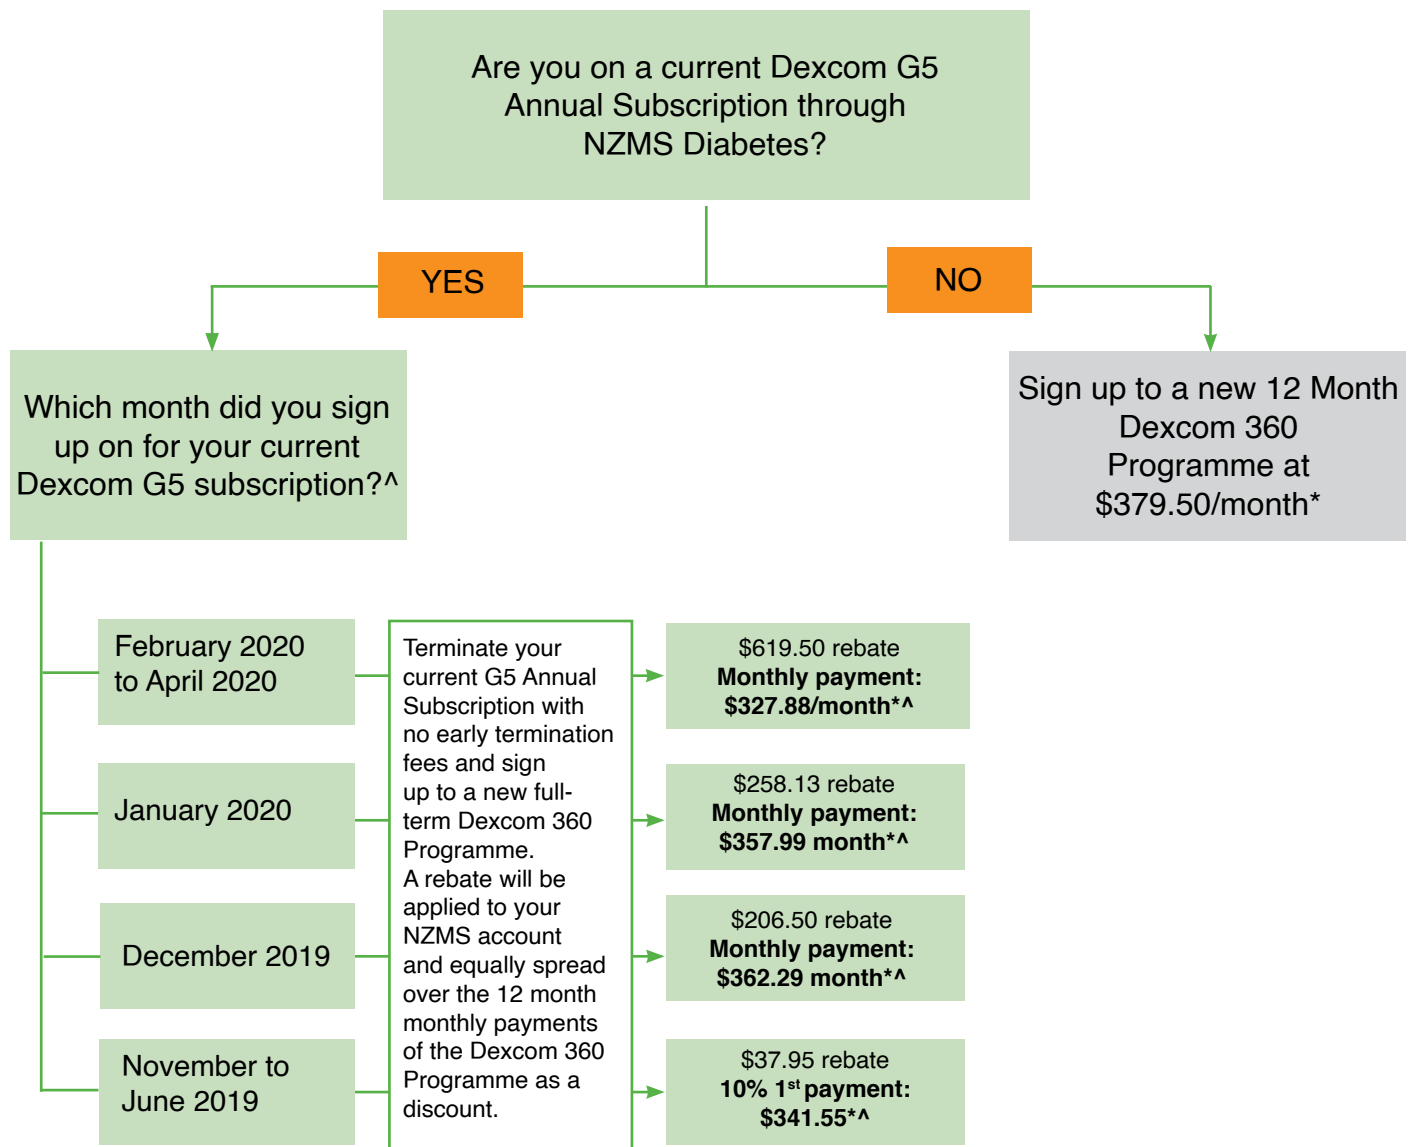 Are you on a current Dexcom G5
Annual Subscription through
NZMS Diabetes?
YES
NO
Which month did you sign
up on for your current
Dexcom G5 subscription?^
Sign up to a new 12 Month
Dexcom 360
Programme at
$379.50/month*
February 2020
to April 2020
January 2020
December 2019
November to
June 2019
Terminate your
current G5 Annual
Subscription with
no early termination
fees and sign
up to a new full-
term Dexcom 360
Programme.
A rebate will be
applied to your
NZMS account
and equally spread
over the 12 month
monthly payments
of the Dexcom 360
Programme as a
discount.
$619.50 rebate
Monthly payment:
$327.88/month*^
$258.13 rebate
Monthly payment:
$357.99 month*^
$206.50 rebate
Monthly payment:
$362.29 month*^
$37.95 rebate
10% 1st payment:
$341.55*^